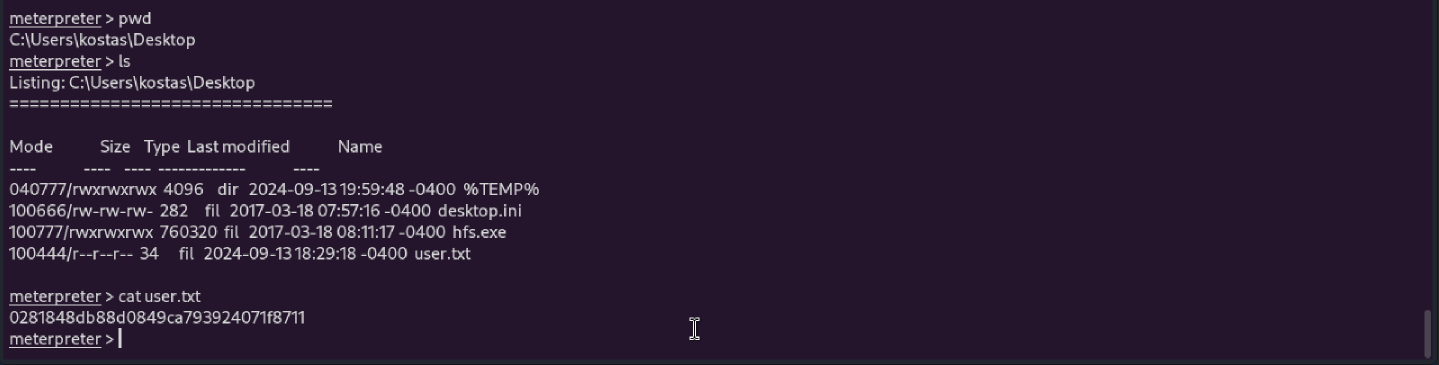 meterpreter > pwd
C:\Users\kostas\Desktop
meterpreter > ls
Listing: C:\Users\kostas\Desktop
================================
Mode Size Type Last modified Name
---- ---- ---- ------------- ----
040777/rwxrwxrwx 4096 dir 2024-09-13 19:59:48 -0400 %TEMP%
100666/rw-rw-rw- 282 fil 2017-03-18 07:57:16 -0400 desktop.ini
100777/rwxrwxrwx 760320 fil 2017-03-18 08:11:17 -0400 hfs.exe
100444/r--r--r-- 34 fil 2024-09-13 18:29:18 -0400 user.txt
meterpreter > cat user.txt
0281848db88d0849ca793924071f8711
meterpreter >